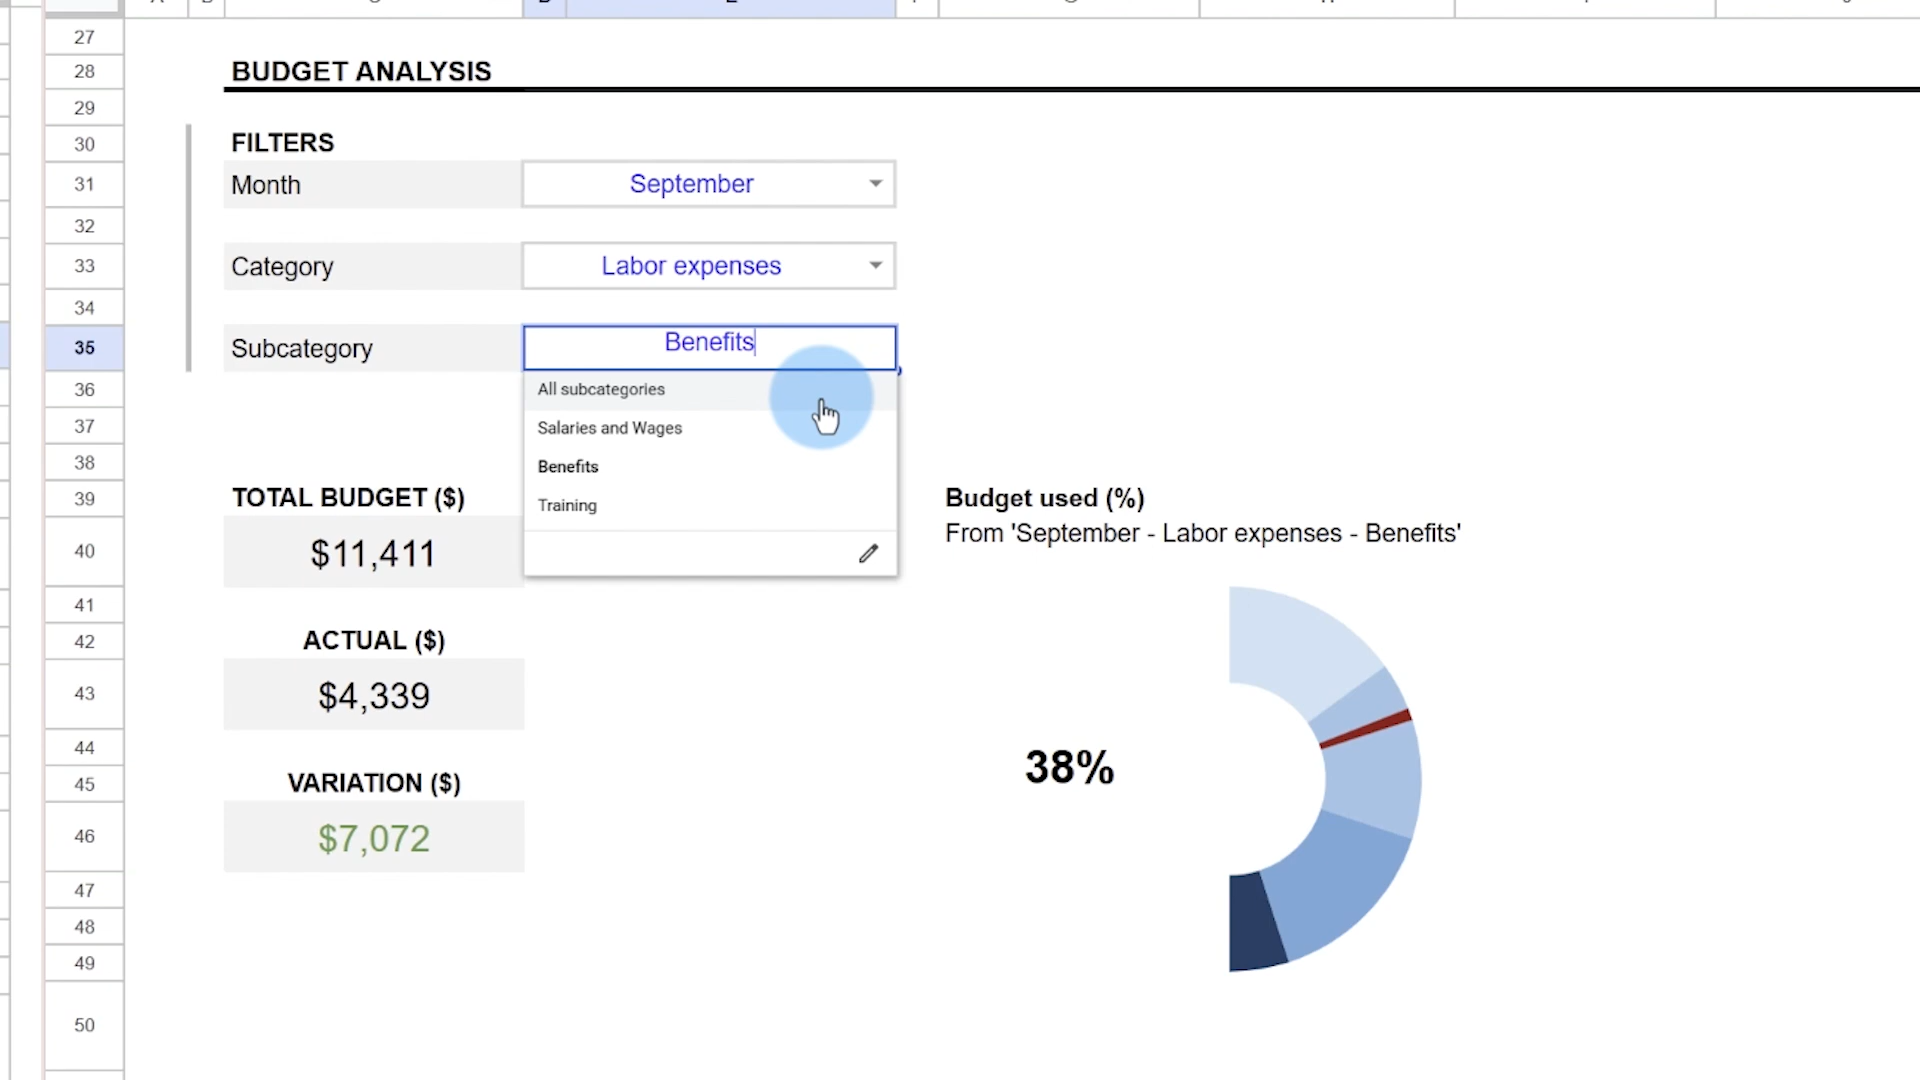 27
28
29
30
31
32
33
34
35
36
37
38
39
40
41
42
43
44
45
46
47
48
49
50
BUDGET ANALYSIS
FILTERS
Month
September
Category
Labor expenses
Subcategory
Benefits
All subcategories
Salaries and Wages
Benefits
Training
TOTAL BUDGET ($)
$11,411
ACTUAL ($)
$4,339
VARIATION ($)
$7,072
Budget used (%)
From 'September - Labor expenses - Benefits'
38%